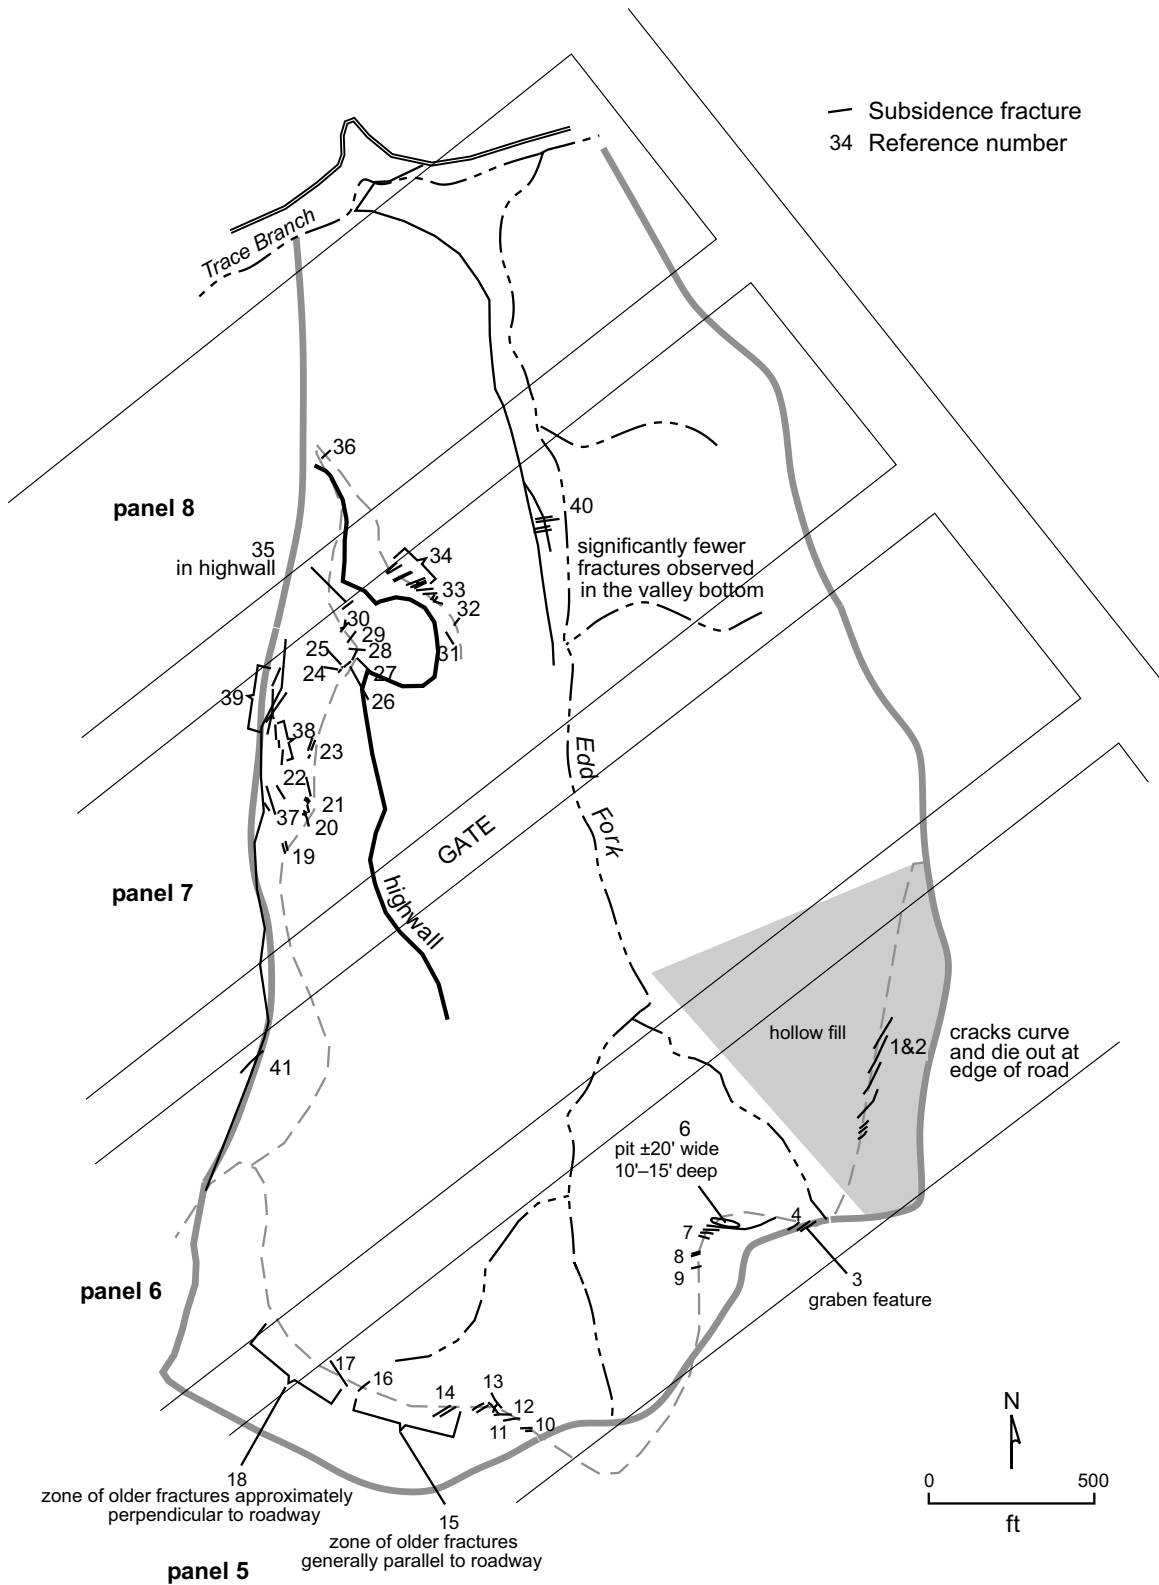 Subsidence fracture
34 Reference number
Trace Branch
36
panel 8
35
in highwall
34
33
32
31
30
29
28
27
26
25
24
40
significantly fewer
fractures observed
in the valley bottom
39
38
23
22
21
20
37
19
Edd Fork
GATE
panel 7
highwall
hollow fill
1&2
cracks curve
and die out at
edge of road
41
6
pit ±20' wide
10'–15' deep
7
8
9
4
3
graben feature
panel 6
17
16
14
13
12
11
10
18
zone of older fractures approximately
perpendicular to roadway
15
zone of older fractures
generally parallel to roadway
panel 5
N
0 500
ft